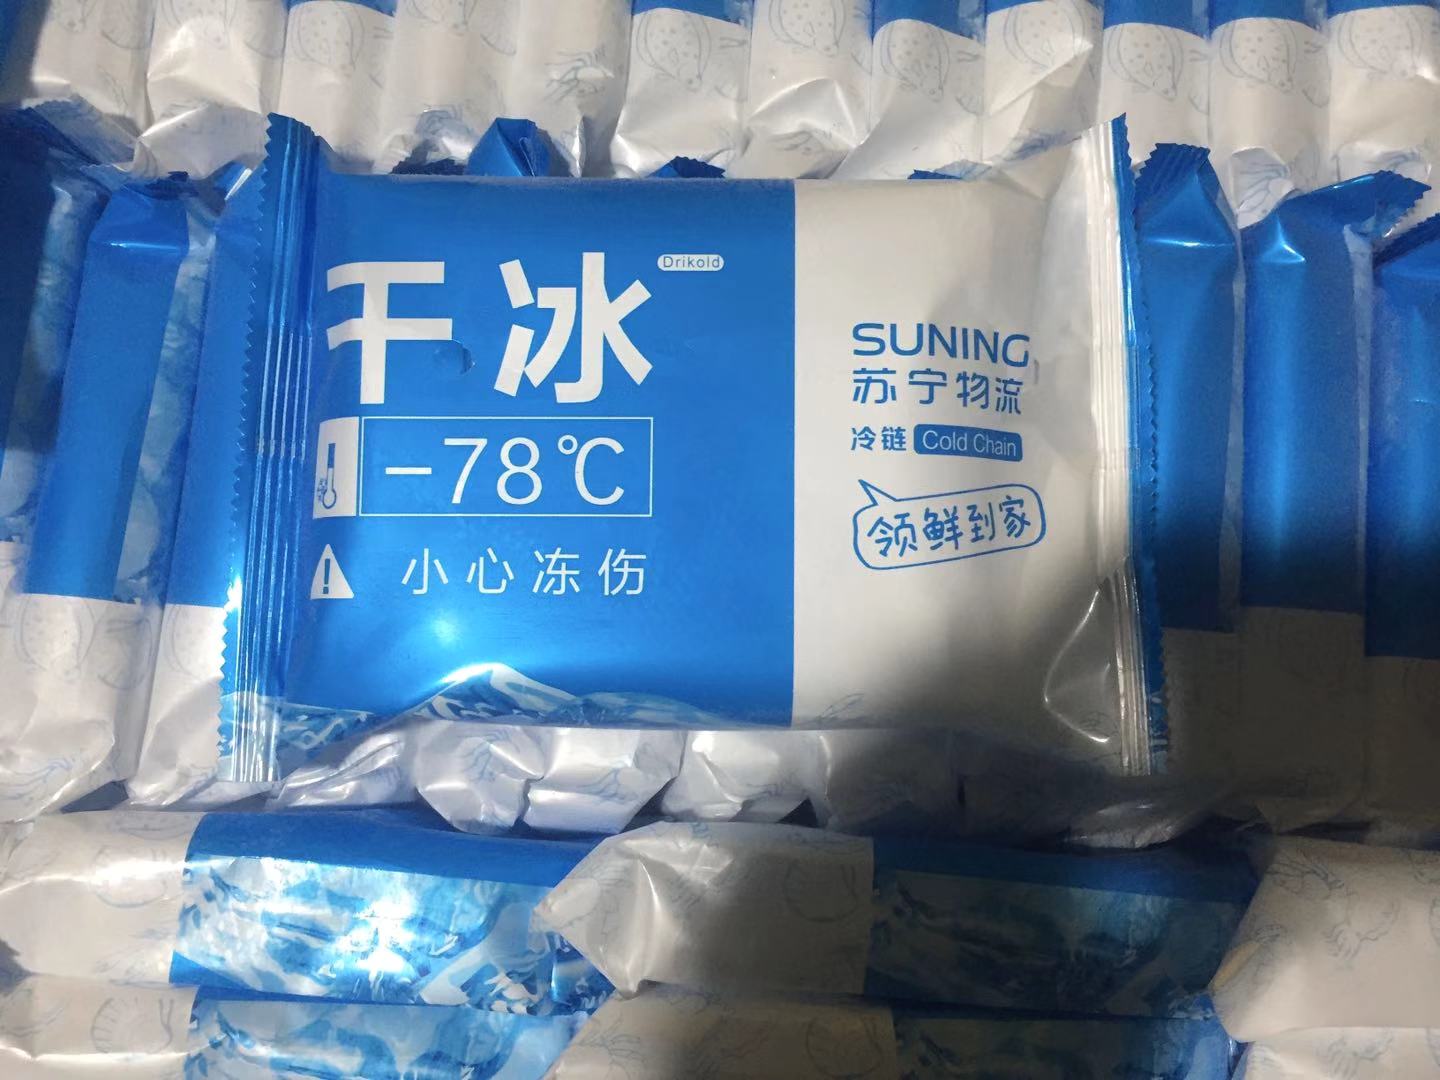 干冰
Drikold
-78℃
小心冻伤
SUNING
苏宁物流
冷链 Cold Chain
领鲜到家